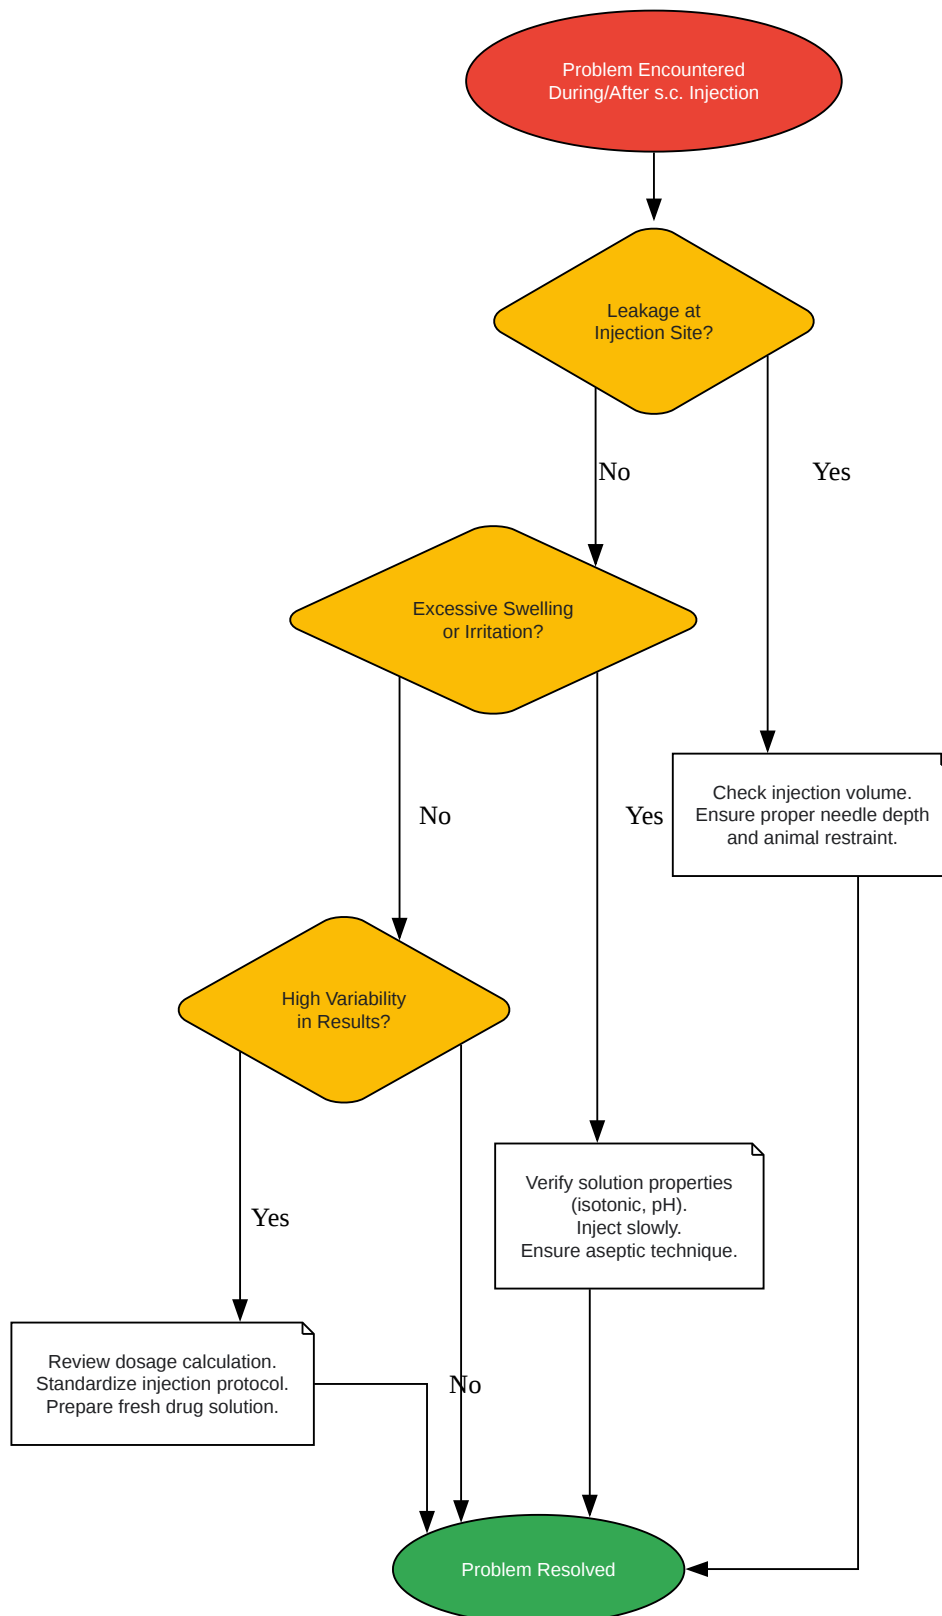 Problem Encountered
During/After s.c. Injection
Leakage at
Injection Site?
No
Yes
Excessive Swelling
or Irritation?
No
Yes
Check injection volume.
Ensure proper needle depth
and animal restraint.
High Variability
in Results?
Yes
Verify solution properties
(isotonic, pH).
Inject slowly.
Ensure aseptic technique.
Review dosage calculation.
Standardize injection protocol.
Prepare fresh drug solution.
No
Problem Resolved